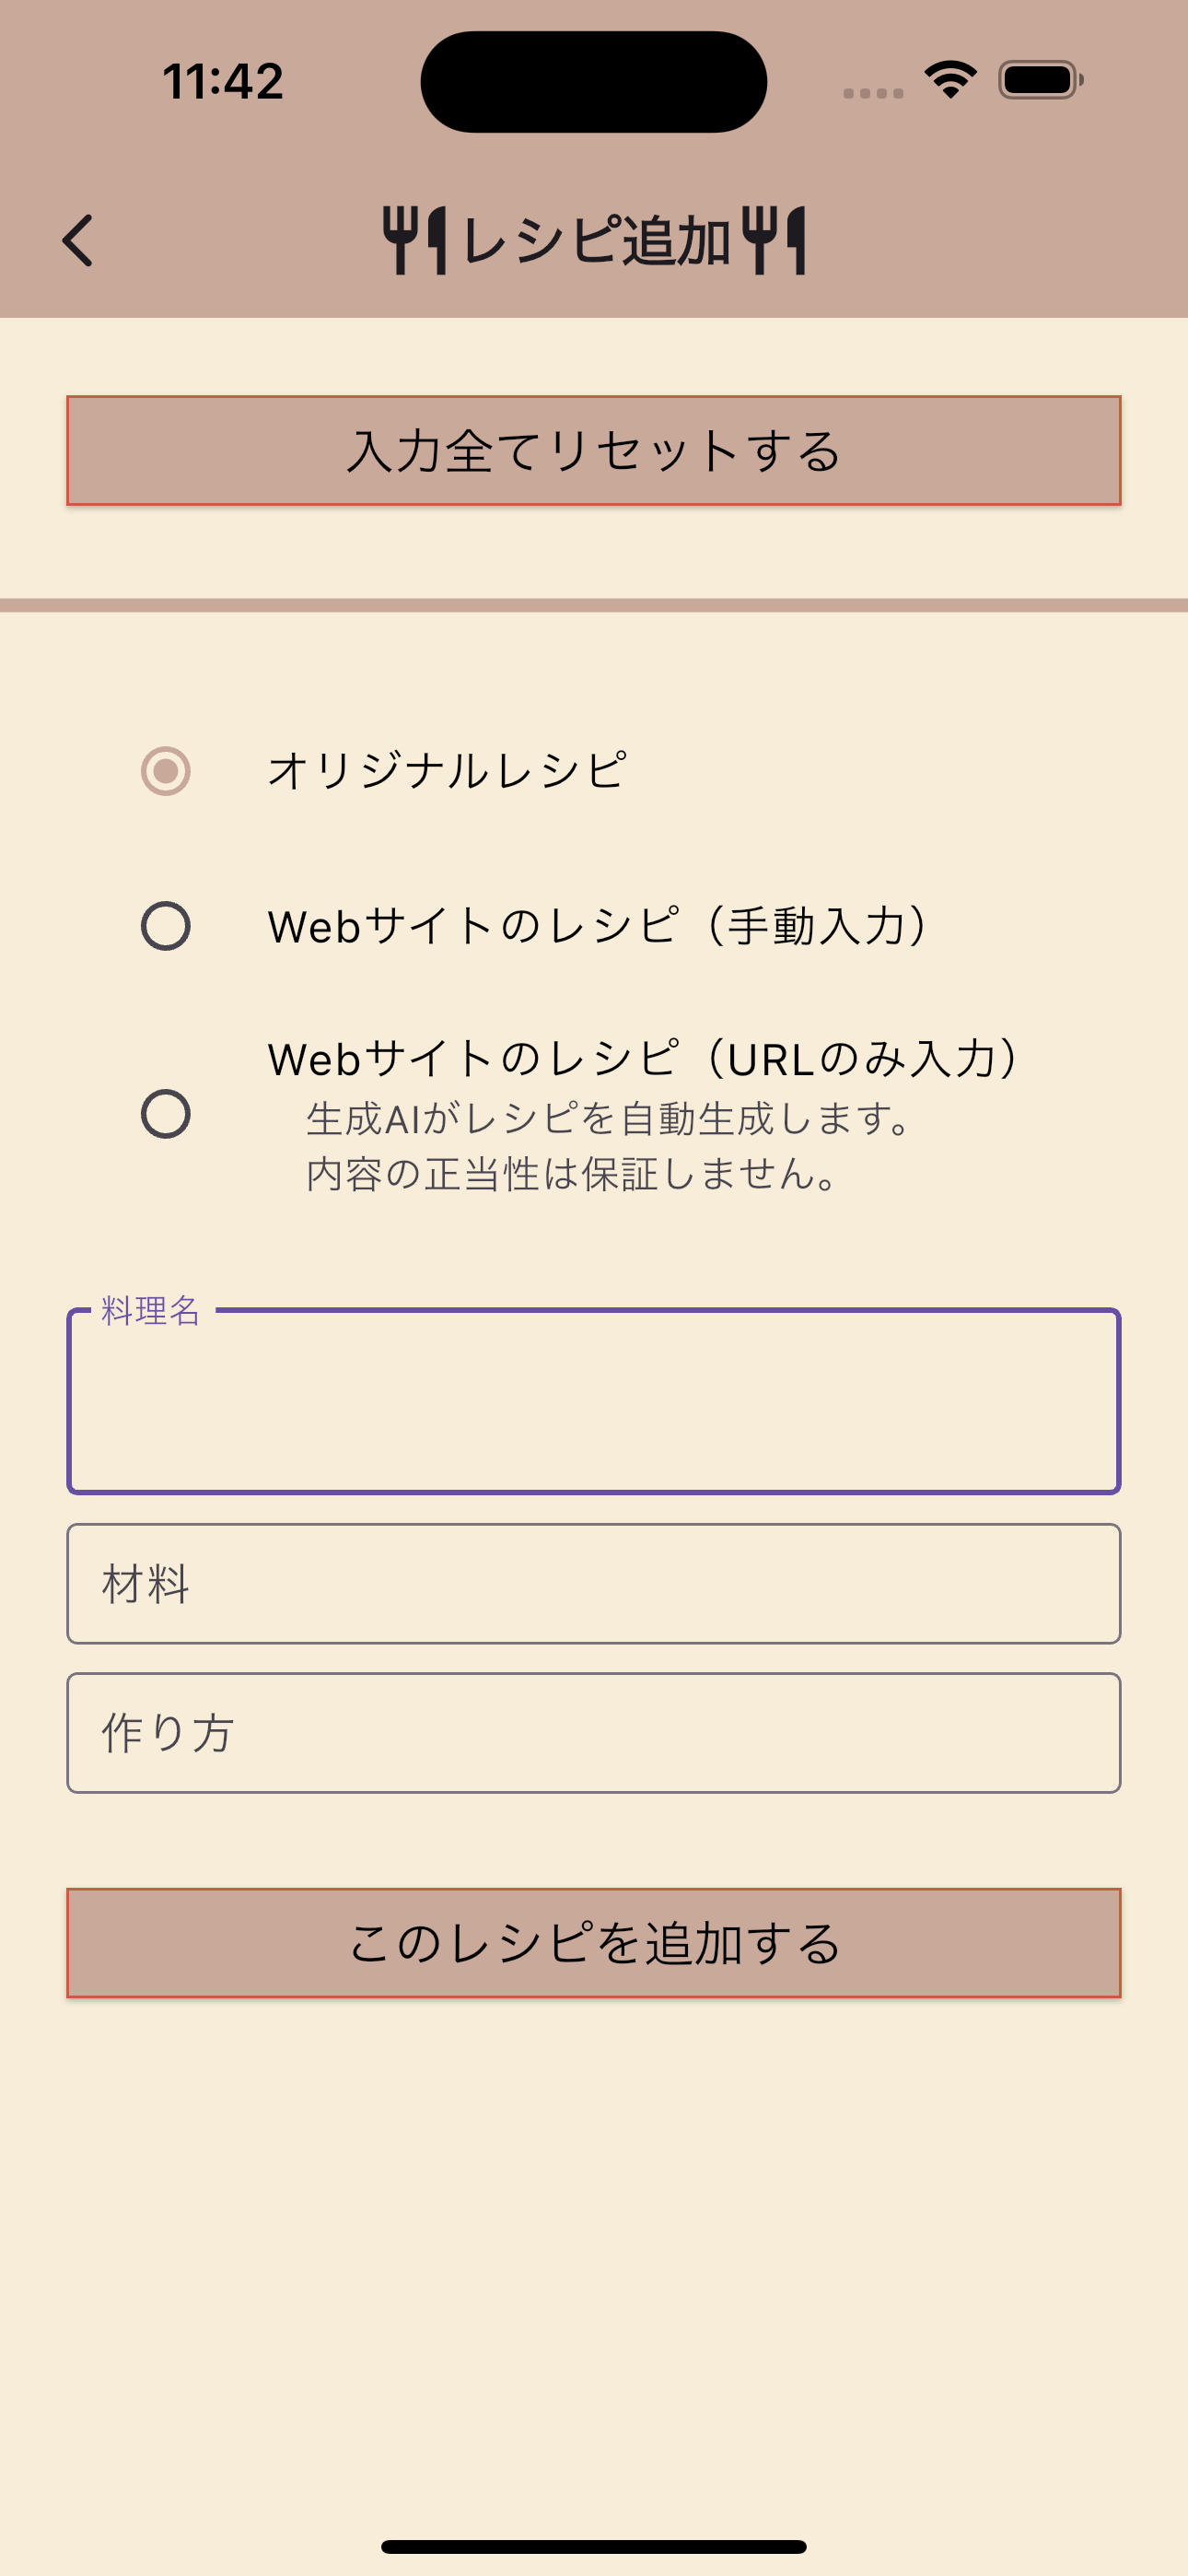 11:42
レシピ追加
入力全てリセットする
オリジナルレシピ
Webサイトのレシピ（手動入力）
Webサイトのレシピ（URLのみ入力）
生成AIがレシピを自動生成します。
内容の正当性は保証しません。
料理名
材料
作り方
このレシピを追加する